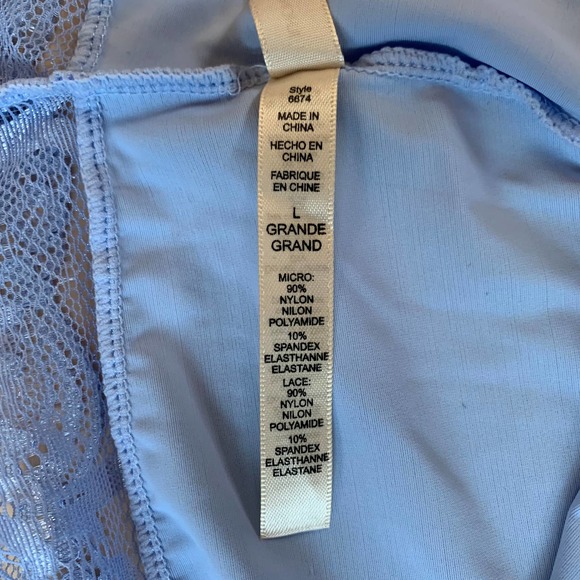 Style
6674
MADE IN
CHINA
HECHO EN
CHINA
FABRIQUE
EN CHINE
L
GRANDE
GRAND
MICRO:
90%
NYLON
NILON
POLYAMIDE
10%
SPANDEX
ELASTHANNE
ELASTANE
LACE:
90%
NYLON
NILON
POLYAMIDE
10%
SPANDEX
ELASTHANNE
ELASTANE